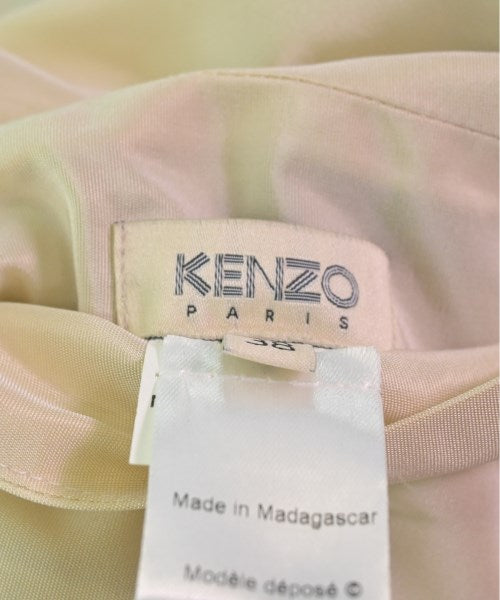 KENZO
PARIS
38
Made in Madagascar
Modèle déposé ©